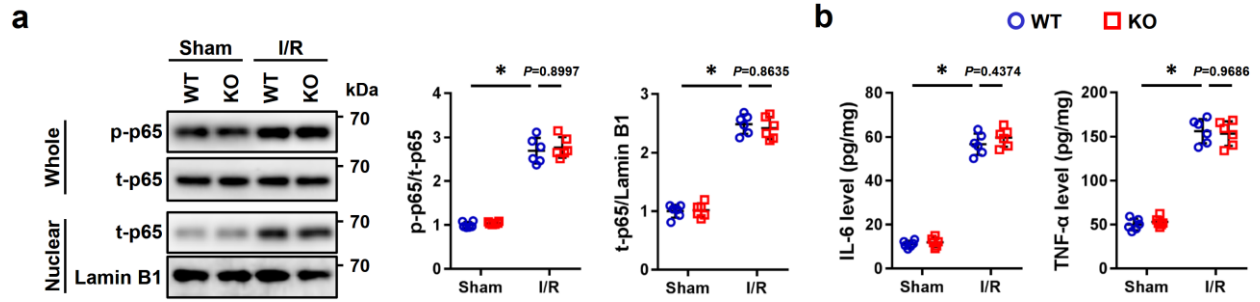 a
Sham I/R
WT KO WT KO kDa
Whole
p-p65
70
t-p65
70
Nuclear
t-p65
70
Lamin B1
70
p-p65/t-p65
* P=0.8997
4
3
2
1
0
Sham I/R
t-p65/Lamin B1
* P=0.8635
3
2
1
0
Sham I/R
b
WT KO
IL-6 level (pg/mg)
* P=0.4374
80
60
40
20
0
Sham I/R
TNF-α level (pg/mg)
* P=0.9686
200
150
100
50
0
Sham I/R